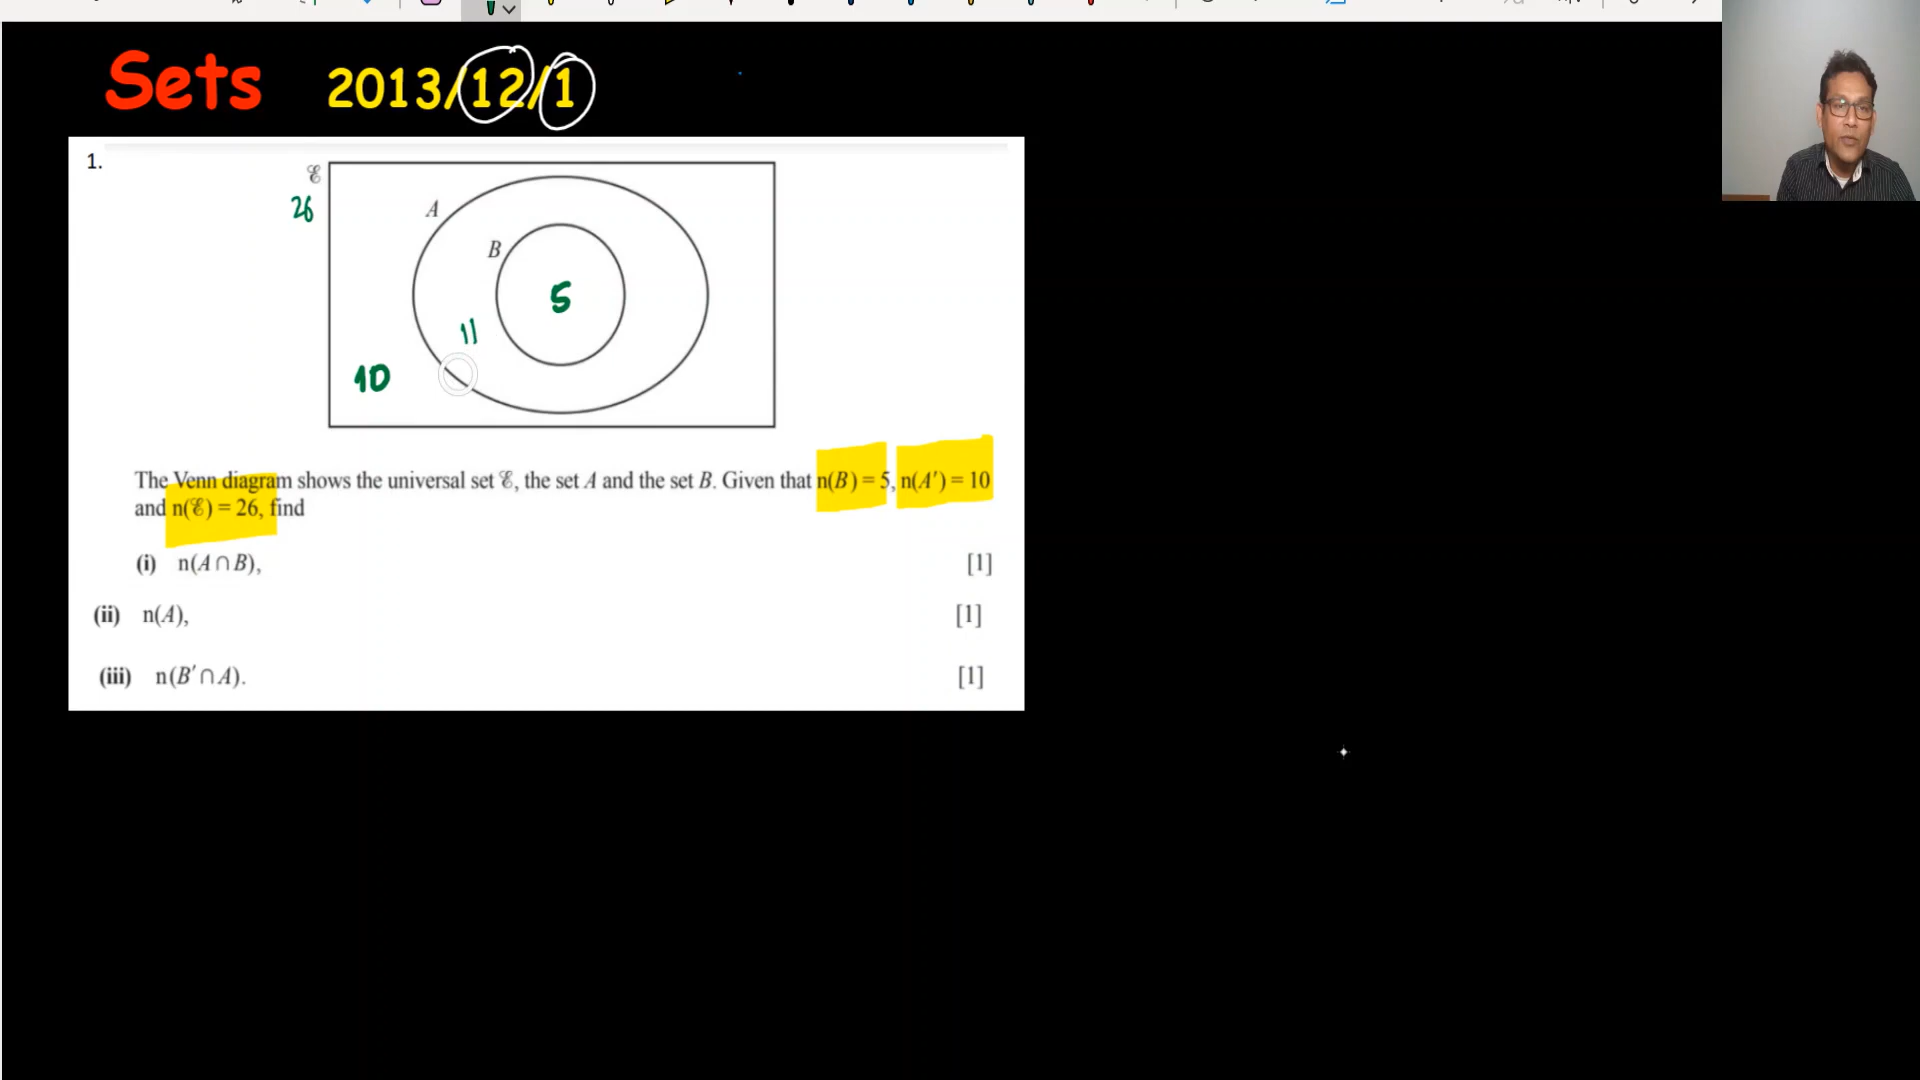 Sets 2013/12/1
1.
ℰ
26
A
B
5
11
10
The Venn diagram shows the universal set ℰ, the set A and the set B. Given that n(B) = 5, n(A′) = 10
and n(ℰ) = 26, find
(i) n(A ∩ B), [1]
(ii) n(A), [1]
(iii) n(B′ ∩ A). [1]